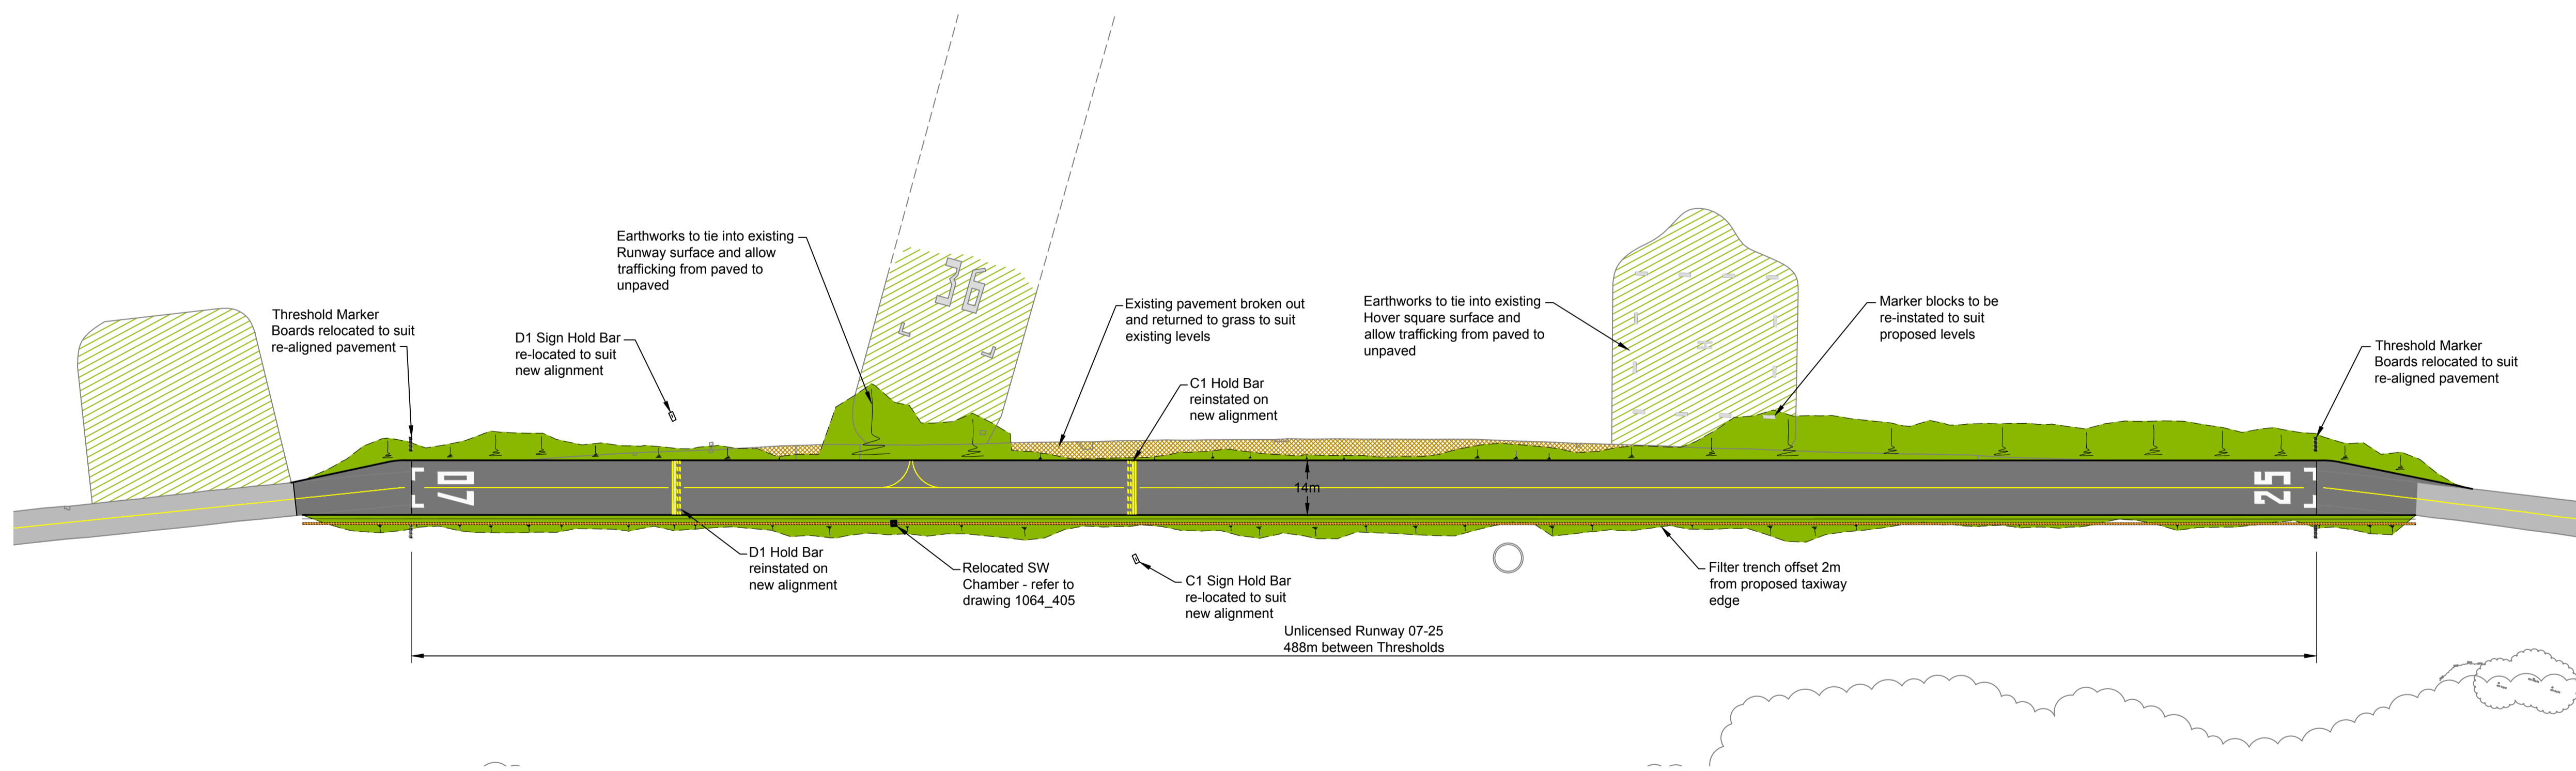 Earthworks to tie into existing
Runway surface and allow
trafficking from paved to
unpaved
36
Threshold Marker
Boards relocated to suit
re-aligned pavement
D1 Sign Hold Bar
re-located to suit
new alignment
Existing pavement broken out
and returned to grass to suit
existing levels
C1 Hold Bar
reinstated on
new alignment
Earthworks to tie into existing
Hover square surface and
allow trafficking from paved to
unpaved
H
Marker blocks to be
re-instated to suit
proposed levels
Threshold Marker
Boards relocated to suit
re-aligned pavement
07
14m
25
D1 Hold Bar
reinstated on
new alignment
Relocated SW
Chamber - refer to
drawing 1064_405
C1 Sign Hold Bar
re-located to suit
new alignment
Filter trench offset 2m
from proposed taxiway
edge
Unlicensed Runway 07-25
488m between Thresholds